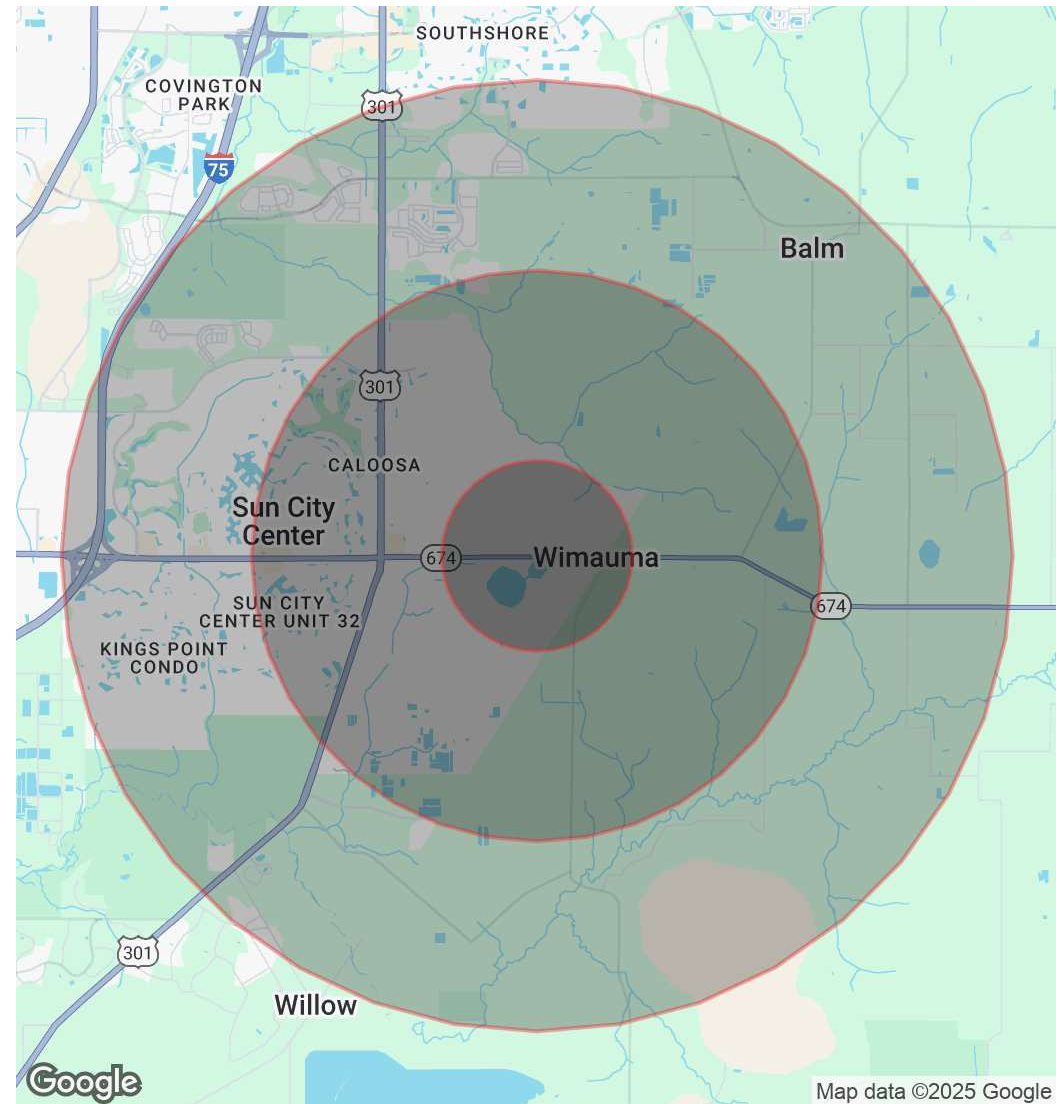 SOUTHSHORE
COVINGTON
PARK
301
75
Balm
301
CALOOSA
Sun City
Center
674
Wimauma
SUN CITY
CENTER UNIT 32
674
KINGS POINT
CONDO
301
Willow
Google
Map data ©2025 Google